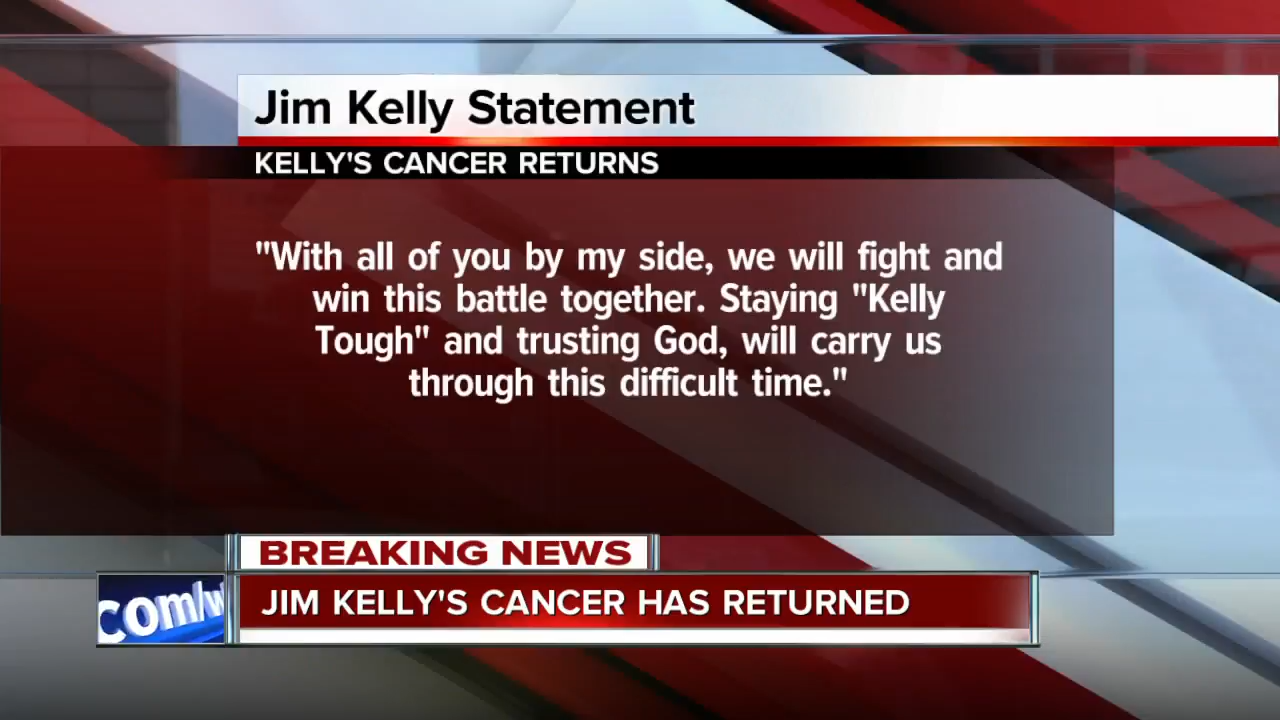 Jim Kelly Statement
KELLY'S CANCER RETURNS
"With all of you by my side, we will fight and
win this battle together. Staying "Kelly
Tough" and trusting God, will carry us
through this difficult time."
BREAKING NEWS
JIM KELLY'S CANCER HAS RETURNED
com/w